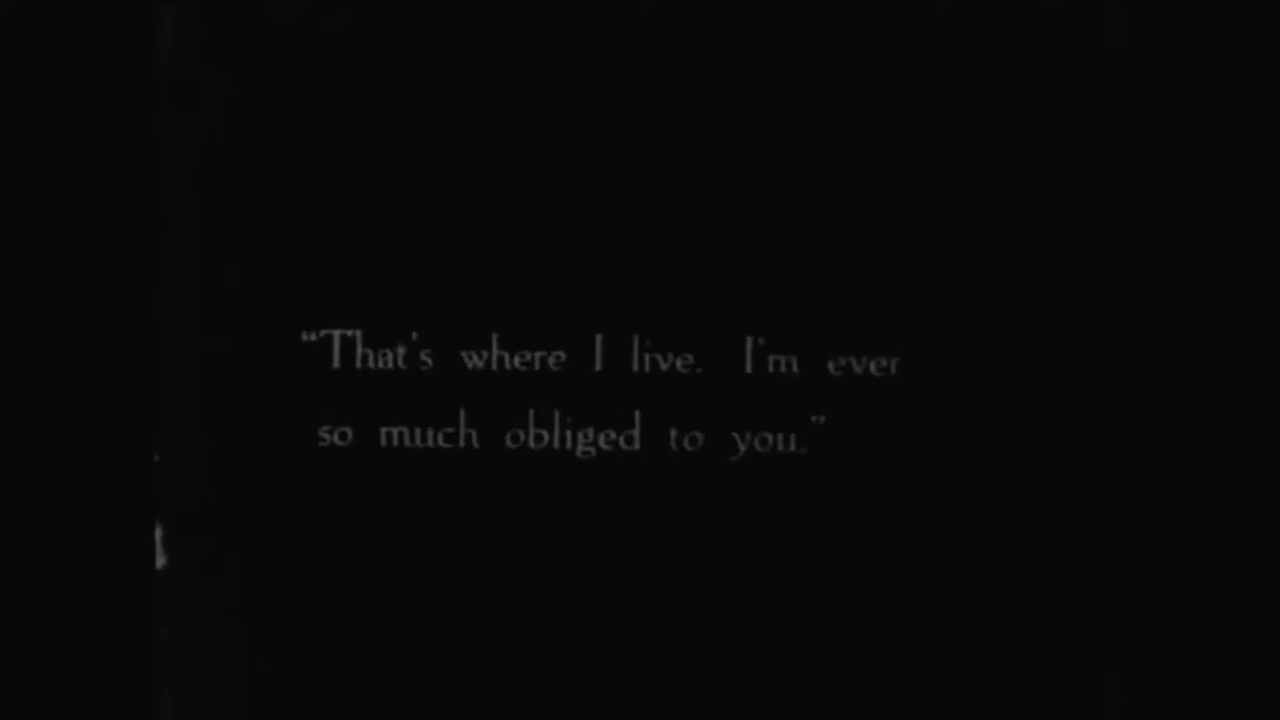 “That's where I live. I'm ever
so much obliged to you.”